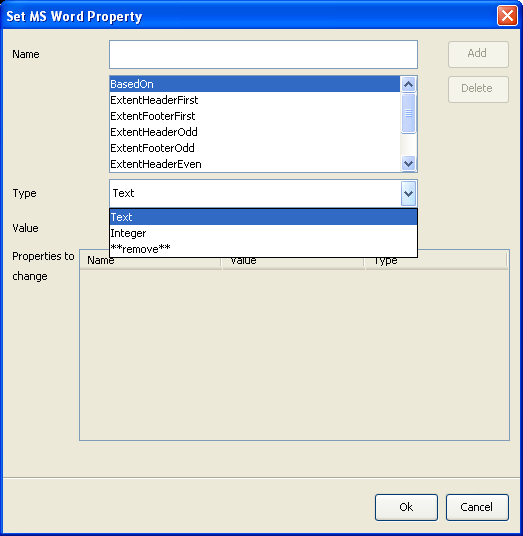 Set MS Word Property
Name
Add
BasedOn
Delete
ExtentHeaderFirst
ExtentFooterFirst
ExtentHeaderOdd
ExtentFooterOdd
ExtentHeaderEven
Type
Text
Text
Value
Integer
**remove**
Properties to
change
Name
Value
Type
Ok
Cancel